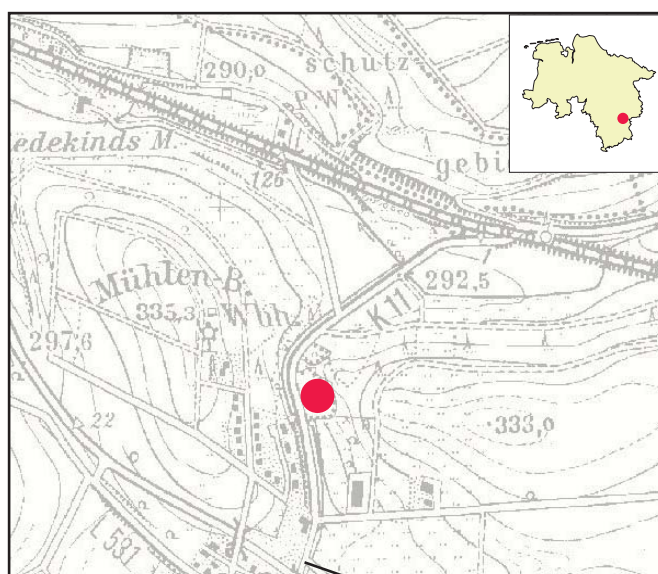 290,0
schutz-
P.W
edekinds M.
126
gebi
Mühlen-B.
292,5
335,3
Wbh.
K11
297,6
22
333,0
L 531